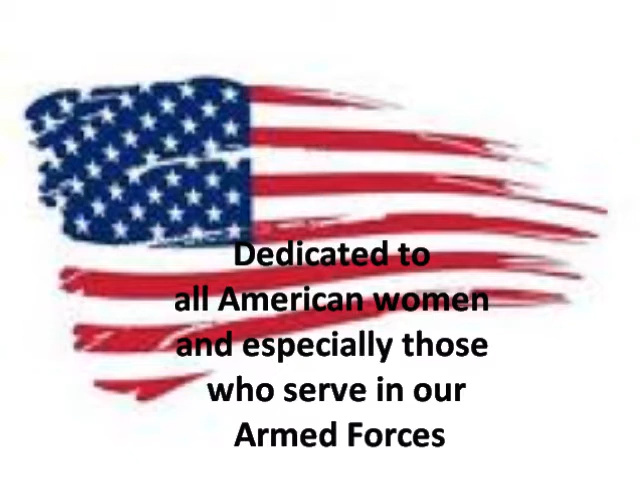 Dedicated to
all American women
and especially those
who serve in our
Armed Forces